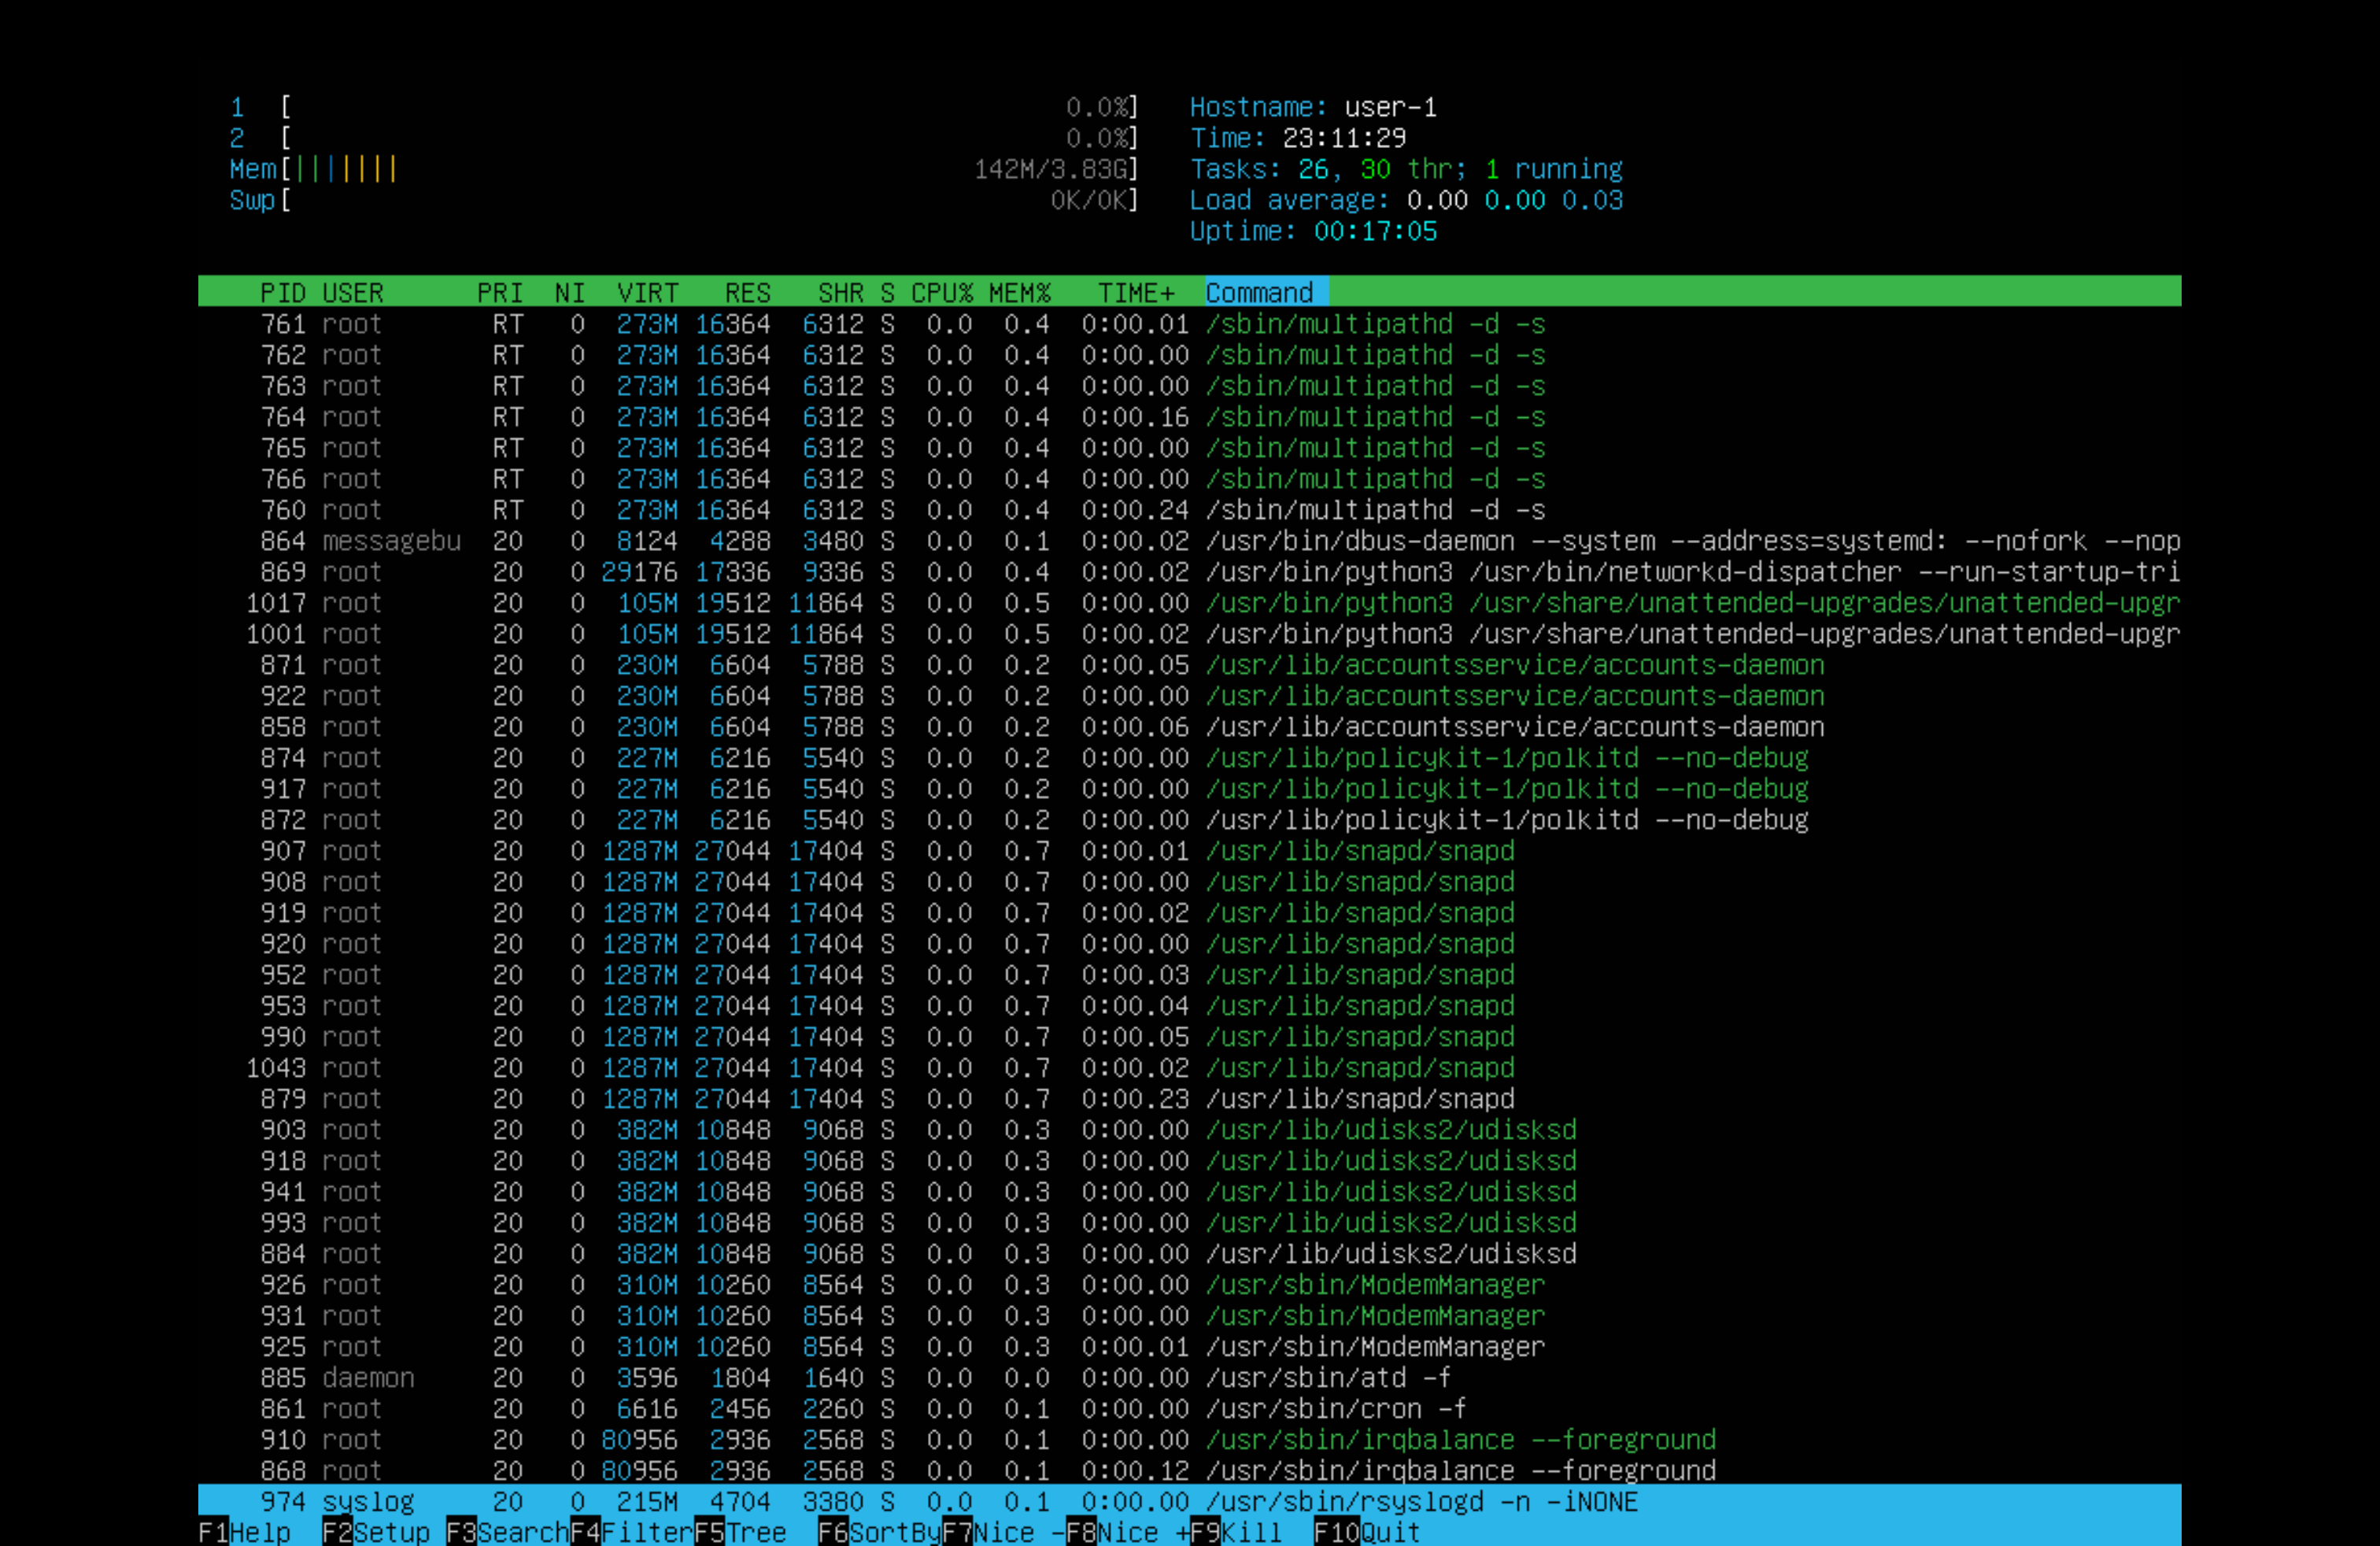 1 [ 0.0%] Hostname: user-1
2 [ 0.0%] Time: 23:11:29
Mem[|||||||| 142M/3.83G] Tasks: 26, 30 thr; 1 running
Swp[ 0K/0K] Load average: 0.00 0.00 0.03
Uptime: 00:17:05
PID USER PRI NI VIRT RES SHR S CPU% MEM% TIME+ Command
761 root RT 0 273M 16364 6312 S 0.0 0.4 0:00.01 /sbin/multipathd -d -s
762 root RT 0 273M 16364 6312 S 0.0 0.4 0:00.00 /sbin/multipathd -d -s
763 root RT 0 273M 16364 6312 S 0.0 0.4 0:00.00 /sbin/multipathd -d -s
764 root RT 0 273M 16364 6312 S 0.0 0.4 0:00.16 /sbin/multipathd -d -s
765 root RT 0 273M 16364 6312 S 0.0 0.4 0:00.00 /sbin/multipathd -d -s
766 root RT 0 273M 16364 6312 S 0.0 0.4 0:00.00 /sbin/multipathd -d -s
760 root RT 0 273M 16364 6312 S 0.0 0.4 0:00.24 /sbin/multipathd -d -s
864 messagebu 20 0 8124 4288 3480 S 0.0 0.1 0:00.02 /usr/bin/dbus-daemon --system --address=systemd: --nofork --nop
869 root 20 0 29176 17336 9336 S 0.0 0.4 0:00.02 /usr/bin/python3 /usr/bin/networkd-dispatcher --run-startup-tri
1017 root 20 0 105M 19512 11864 S 0.0 0.5 0:00.00 /usr/bin/python3 /usr/share/unattended-upgrades/unattended-upgr
1001 root 20 0 105M 19512 11864 S 0.0 0.5 0:00.02 /usr/bin/python3 /usr/share/unattended-upgrades/unattended-upgr
871 root 20 0 230M 6604 5788 S 0.0 0.2 0:00.05 /usr/lib/accountsservice/accounts-daemon
922 root 20 0 230M 6604 5788 S 0.0 0.2 0:00.00 /usr/lib/accountsservice/accounts-daemon
858 root 20 0 230M 6604 5788 S 0.0 0.2 0:00.06 /usr/lib/accountsservice/accounts-daemon
874 root 20 0 227M 6216 5540 S 0.0 0.2 0:00.00 /usr/lib/policykit-1/polkitd --no-debug
917 root 20 0 227M 6216 5540 S 0.0 0.2 0:00.00 /usr/lib/policykit-1/polkitd --no-debug
872 root 20 0 227M 6216 5540 S 0.0 0.2 0:00.00 /usr/lib/policykit-1/polkitd --no-debug
907 root 20 0 1287M 27044 17404 S 0.0 0.7 0:00.01 /usr/lib/snapd/snapd
908 root 20 0 1287M 27044 17404 S 0.0 0.7 0:00.00 /usr/lib/snapd/snapd
919 root 20 0 1287M 27044 17404 S 0.0 0.7 0:00.02 /usr/lib/snapd/snapd
920 root 20 0 1287M 27044 17404 S 0.0 0.7 0:00.00 /usr/lib/snapd/snapd
952 root 20 0 1287M 27044 17404 S 0.0 0.7 0:00.03 /usr/lib/snapd/snapd
953 root 20 0 1287M 27044 17404 S 0.0 0.7 0:00.04 /usr/lib/snapd/snapd
990 root 20 0 1287M 27044 17404 S 0.0 0.7 0:00.05 /usr/lib/snapd/snapd
1043 root 20 0 1287M 27044 17404 S 0.0 0.7 0:00.02 /usr/lib/snapd/snapd
879 root 20 0 1287M 27044 17404 S 0.0 0.7 0:00.23 /usr/lib/snapd/snapd
903 root 20 0 382M 10848 9068 S 0.0 0.3 0:00.00 /usr/lib/udisks2/udisksd
918 root 20 0 382M 10848 9068 S 0.0 0.3 0:00.00 /usr/lib/udisks2/udisksd
941 root 20 0 382M 10848 9068 S 0.0 0.3 0:00.00 /usr/lib/udisks2/udisksd
993 root 20 0 382M 10848 9068 S 0.0 0.3 0:00.00 /usr/lib/udisks2/udisksd
884 root 20 0 382M 10848 9068 S 0.0 0.3 0:00.00 /usr/lib/udisks2/udisksd
926 root 20 0 310M 10260 8564 S 0.0 0.3 0:00.00 /usr/sbin/ModemManager
931 root 20 0 310M 10260 8564 S 0.0 0.3 0:00.00 /usr/sbin/ModemManager
925 root 20 0 310M 10260 8564 S 0.0 0.3 0:00.01 /usr/sbin/ModemManager
885 daemon 20 0 3596 1804 1640 S 0.0 0.0 0:00.00 /usr/sbin/atd -f
861 root 20 0 6616 2456 2260 S 0.0 0.1 0:00.00 /usr/sbin/cron -f
910 root 20 0 80956 2936 2568 S 0.0 0.1 0:00.00 /usr/sbin/irqbalance --foreground
868 root 20 0 80956 2936 2568 S 0.0 0.1 0:00.12 /usr/sbin/irqbalance --foreground
974 syslog 20 0 215M 4704 3380 S 0.0 0.1 0:00.00 /usr/sbin/rsyslogd -n -iNONE
F1Help F2Setup F3SearchF4FilterF5Tree F6SortByF7Nice -F8Nice +F9Kill F10Quit